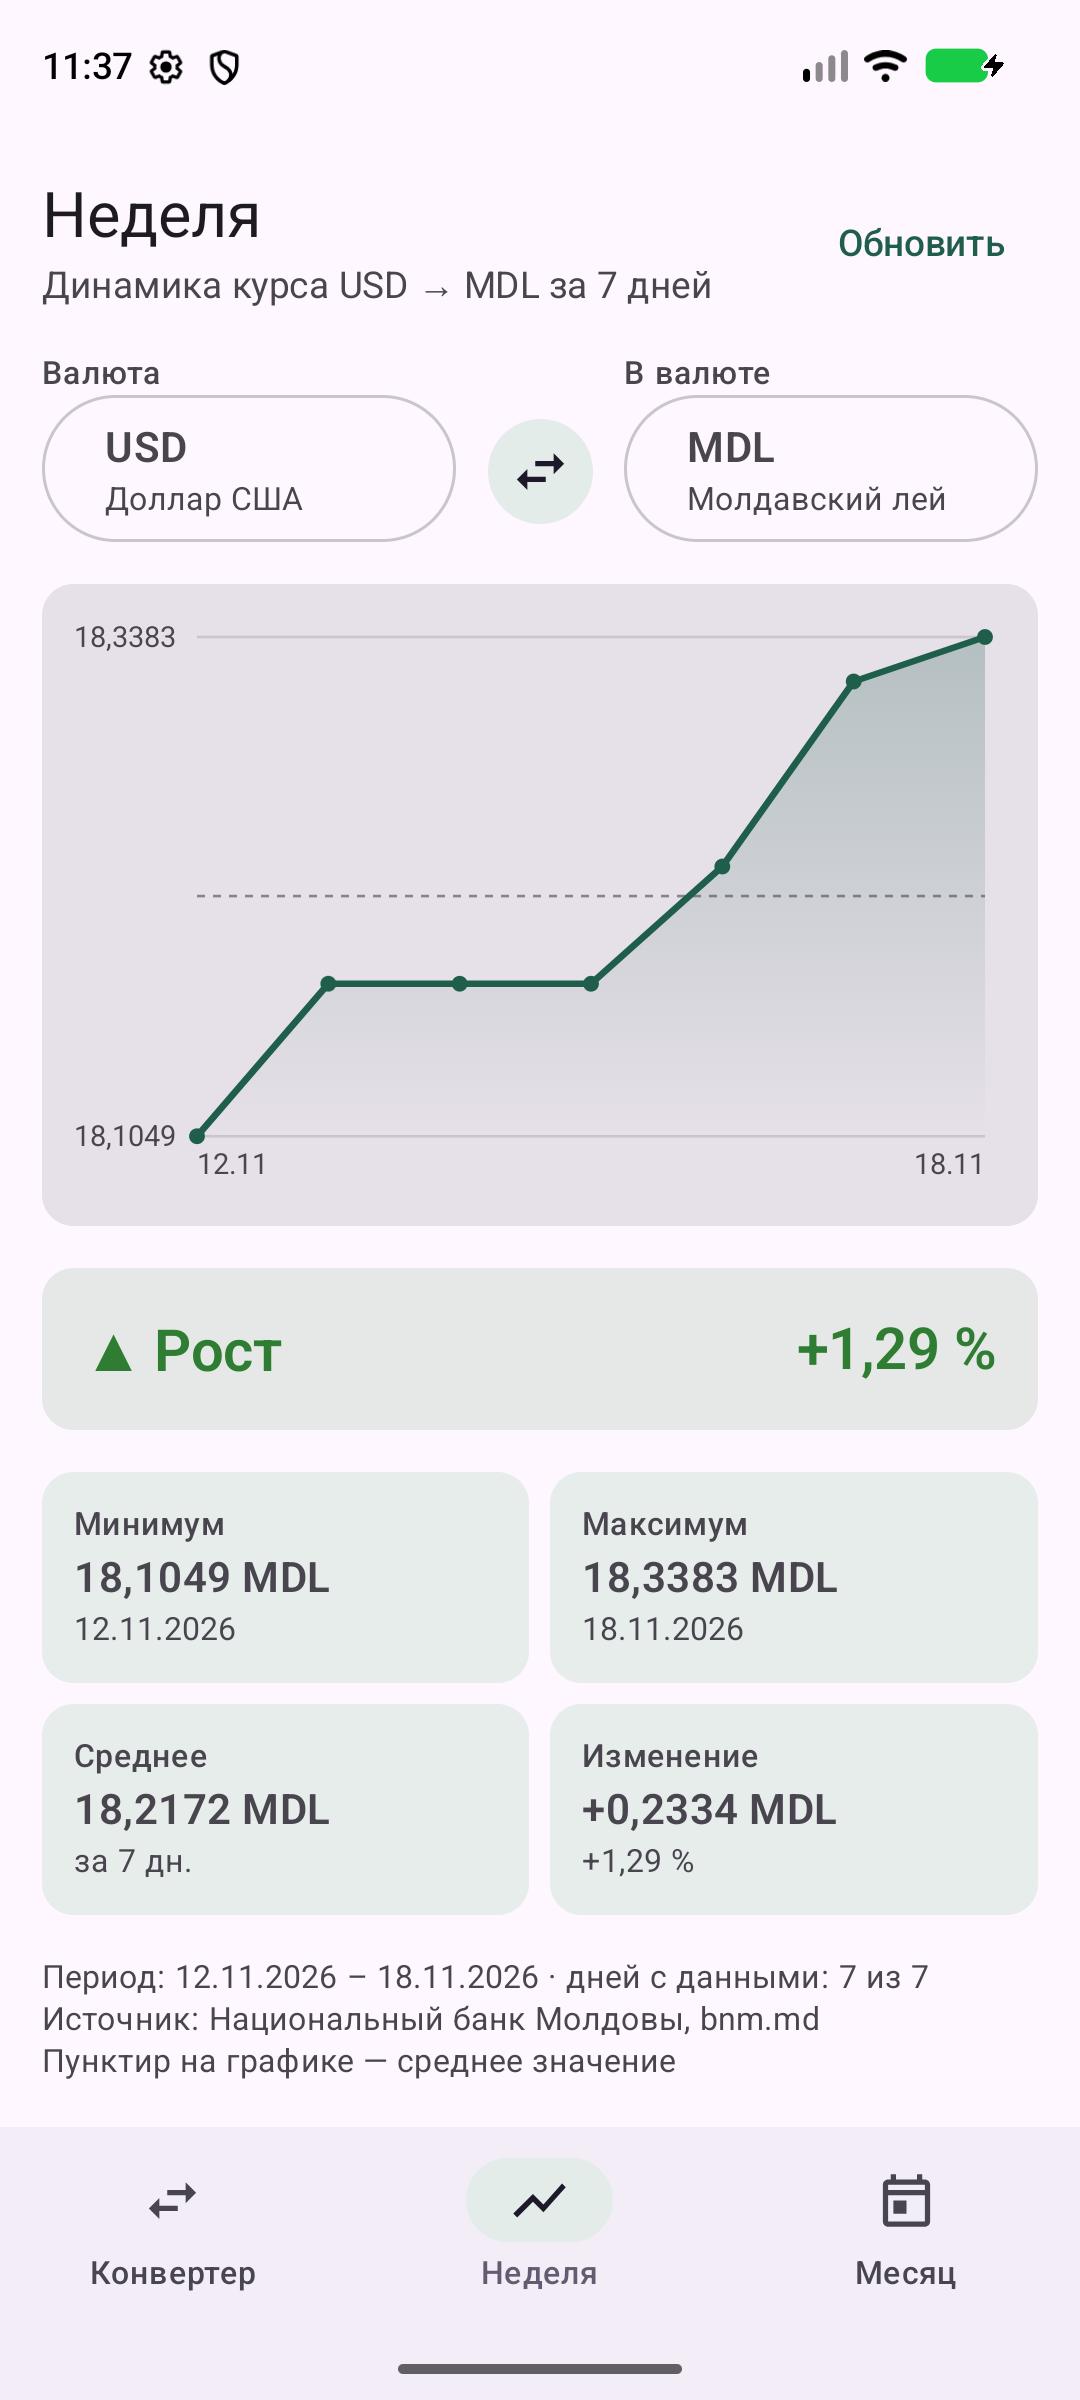 11:37
Неделя
Обновить
Динамика курса USD → MDL за 7 дней
Валюта
В валюте
USD
Доллар США
MDL
Молдавский лей
18,3383
18,1049
12.11
18.11
▲ Рост
+1,29 %
Минимум
18,1049 MDL
12.11.2026
Максимум
18,3383 MDL
18.11.2026
Среднее
18,2172 MDL
за 7 дн.
Изменение
+0,2334 MDL
+1,29 %
Период: 12.11.2026 – 18.11.2026 · дней с данными: 7 из 7
Источник: Национальный банк Молдовы, bnm.md
Пунктир на графике — среднее значение
Конвертер
Неделя
Месяц